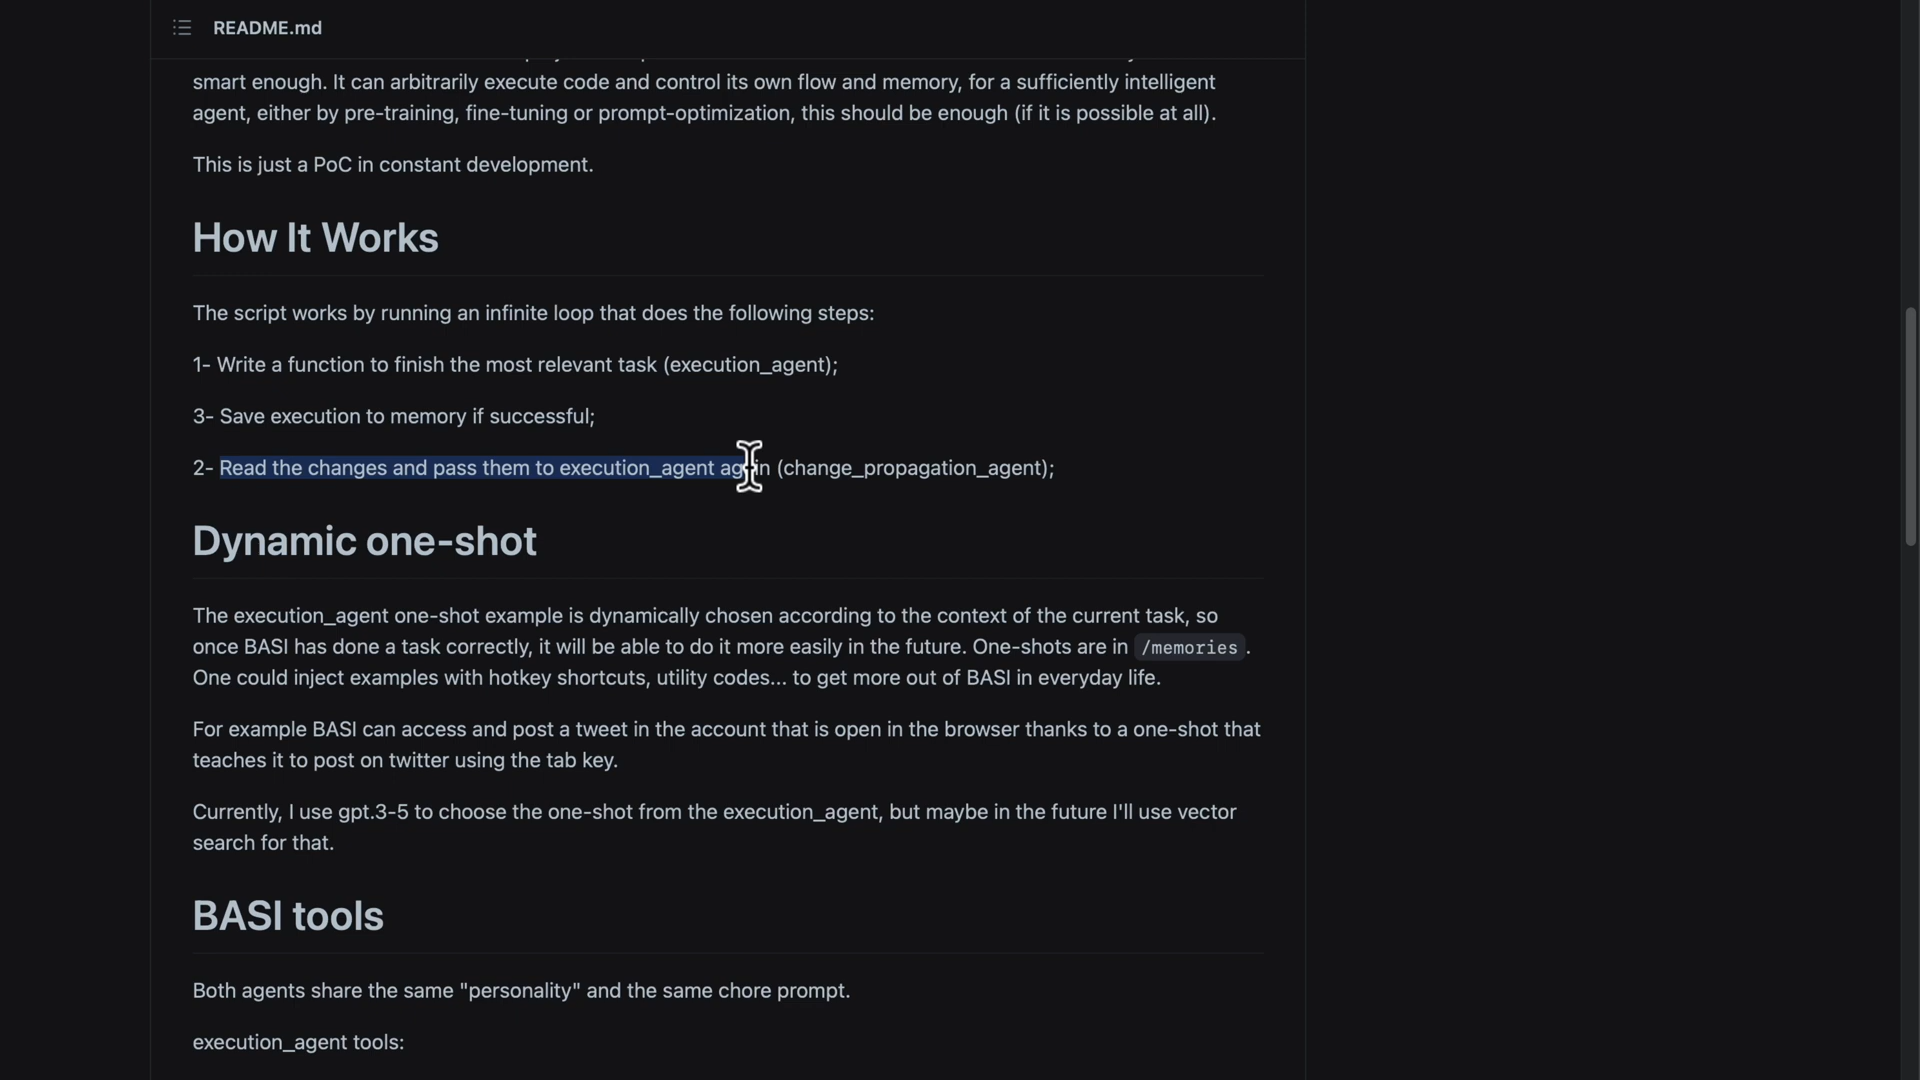 README.md
smart enough. It can arbitrarily execute code and control its own flow and memory, for a sufficiently intelligent
agent, either by pre-training, fine-tuning or prompt-optimization, this should be enough (if it is possible at all).
This is just a PoC in constant development.
How It Works
The script works by running an infinite loop that does the following steps:
1- Write a function to finish the most relevant task (execution_agent);
3- Save execution to memory if successful;
2- Read the changes and pass them to execution_agent again (change_propagation_agent);
Dynamic one-shot
The execution_agent one-shot example is dynamically chosen according to the context of the current task, so
once BASI has done a task correctly, it will be able to do it more easily in the future. One-shots are in /memories .
One could inject examples with hotkey shortcuts, utility codes... to get more out of BASI in everyday life.
For example BASI can access and post a tweet in the account that is open in the browser thanks to a one-shot that
teaches it to post on twitter using the tab key.
Currently, I use gpt.3-5 to choose the one-shot from the execution_agent, but maybe in the future I'll use vector
search for that.
BASI tools
Both agents share the same "personality" and the same chore prompt.
execution_agent tools: